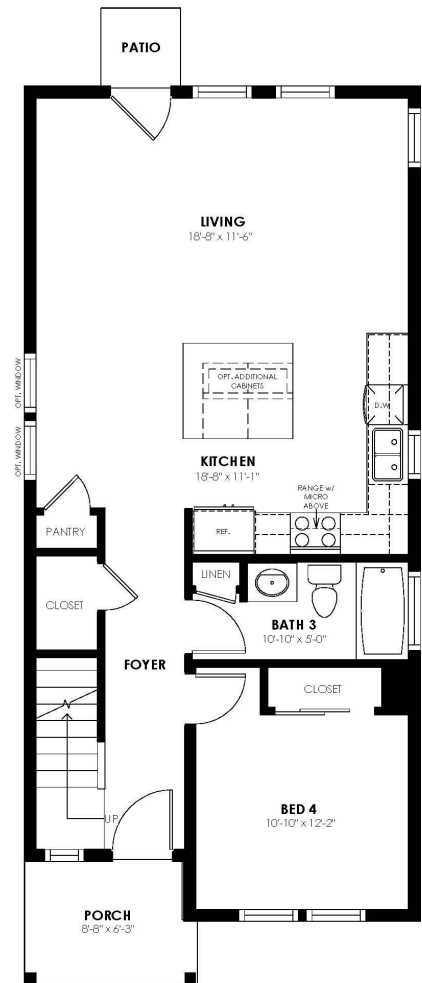 PATIO
LIVING
18'-8" x 11'-6"
OPT. WINDOW
OPT. ADDITIONAL
CABINETS
D.W.
OPT. WINDOW
KITCHEN
18'-8" x 11'-1"
RANGE w/
MICRO
ABOVE
PANTRY
REF.
LINEN
CLOSET
BATH 3
10'-10" x 5'-0"
FOYER
CLOSET
UP
BED 4
10'-10" x 12'-2"
PORCH
8'-8" x 6'-3"